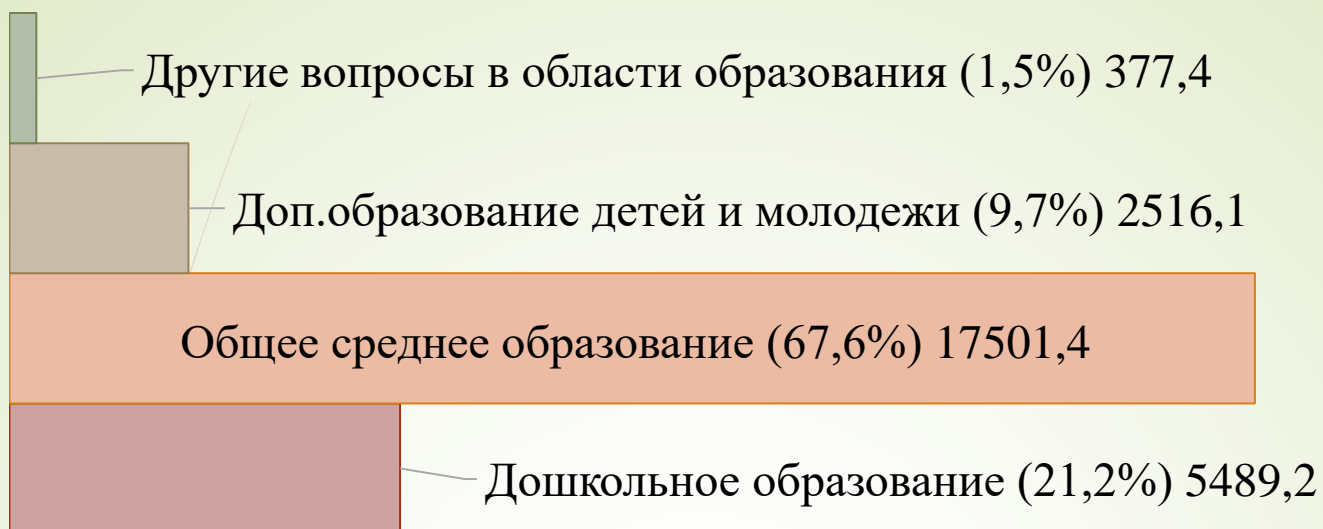 Другие вопросы в области образования (1,5%) 377,4
Доп.образование детей и молодежи (9,7%) 2516,1
Общее среднее образование (67,6%) 17501,4
Дошкольное образование (21,2%) 5489,2